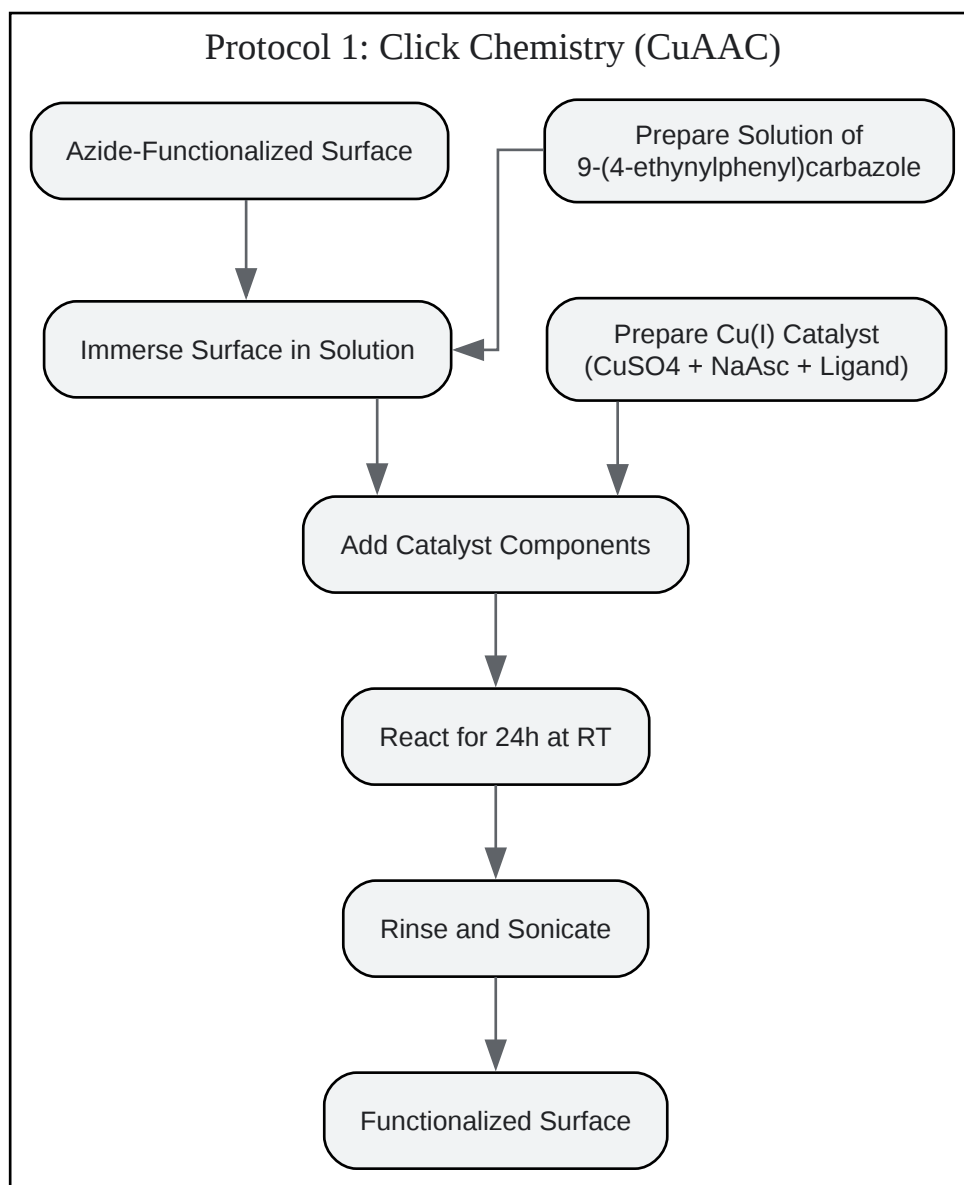 Protocol 1: Click Chemistry (CuAAC)
Azide-Functionalized Surface
Prepare Solution of
9-(4-ethynylphenyl)carbazole
Immerse Surface in Solution
Prepare Cu(I) Catalyst
(CuSO4 + NaAsc + Ligand)
Add Catalyst Components
React for 24h at RT
Rinse and Sonicate
Functionalized Surface